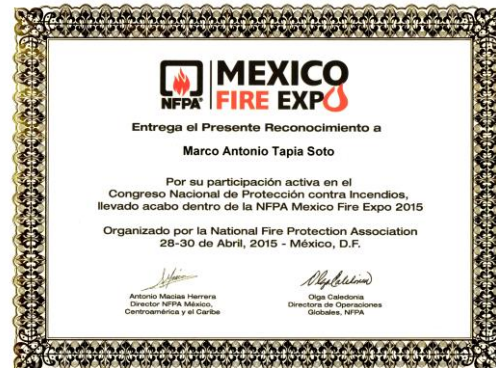 NFPA®
MEXICO
FIRE EXPO
Entrega el Presente Reconocimiento a
Marco Antonio Tapia Soto
Por su participación activa en el
Congreso Nacional de Protección contra Incendios,
llevado acabo dentro de la NFPA Mexico Fire Expo 2015
Organizado por la National Fire Protection Association
28-30 de Abril, 2015 - México, D.F.
Antonio Macias Herrera
Director NFPA México,
Centroamérica y el Caribe
Olga Caledonia
Olga Caledonia
Directora de Operaciones
Globales, NFPA